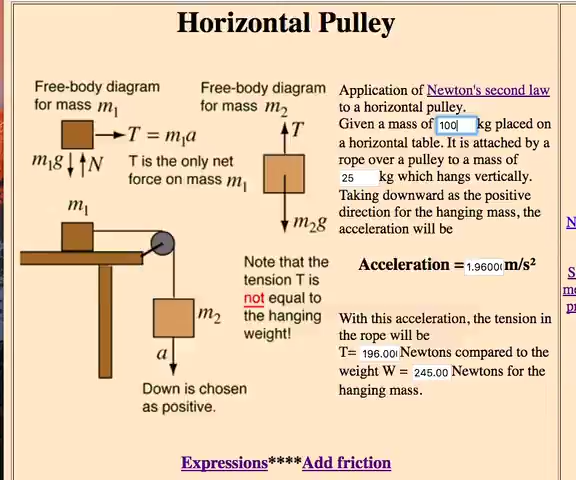 Horizontal Pulley
Free-body diagram
for mass m₁
T = m₁a
m₁g
N
T is the only net
force on mass m₁
Free-body diagram
for mass m₂
T
m₂g
m₁
m₂
a
Down is chosen
as positive.
Note that the
tension T is
not equal to
the hanging
weight!
Application of Newton's second law
to a horizontal pulley.
Given a mass of 100 kg placed on
a horizontal table. It is attached by a
rope over a pulley to a mass of
25 kg which hangs vertically.
Taking downward as the positive
direction for the hanging mass, the
acceleration will be
Acceleration = 1.9600 m/s²
With this acceleration, the tension in
the rope will be
T= 196.00 Newtons compared to the
weight W = 245.00 Newtons for the
hanging mass.
Expressions****Add friction